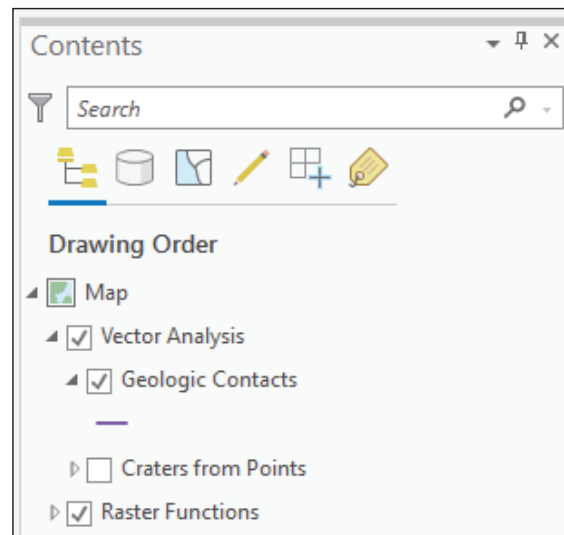 Contents
Search
Drawing Order
Map
Vector Analysis
Geologic Contacts
Craters from Points
Raster Functions